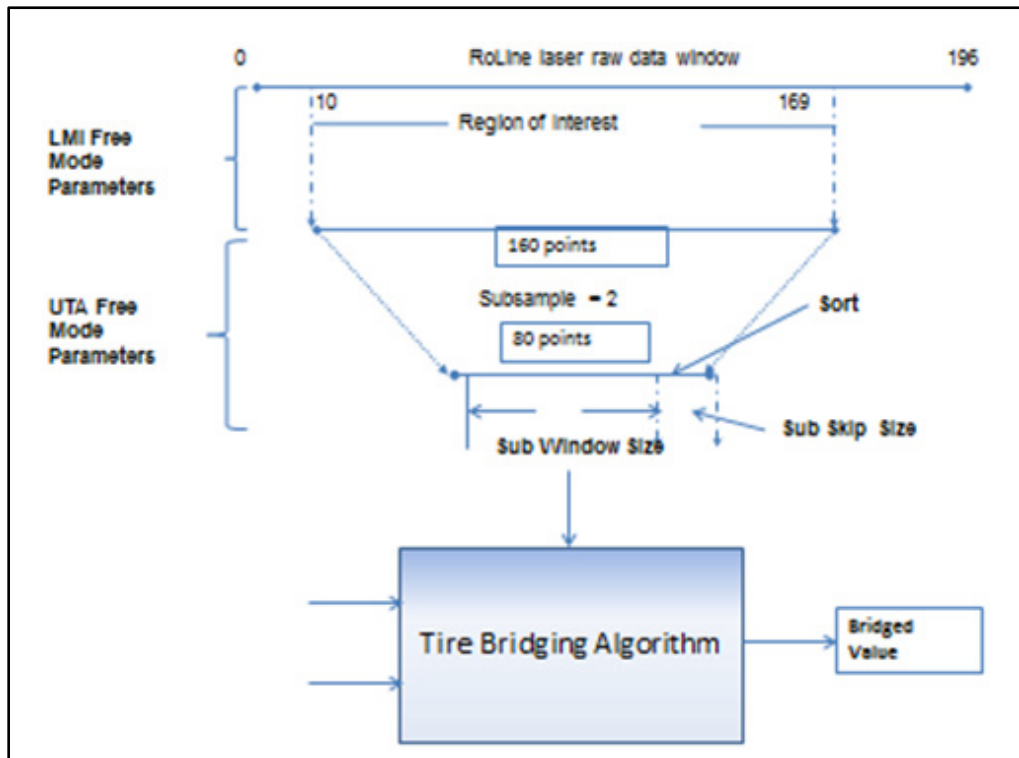 0 RoLine laser raw data window 196
10 169
Region of Interest
LMI Free
Mode
Parameters
160 points
Subsample = 2
UTA Free
Mode
Parameters
Sort
80 points
Sub Skip Size
Sub Window Size
Tire Bridging Algorithm
Bridged
Value